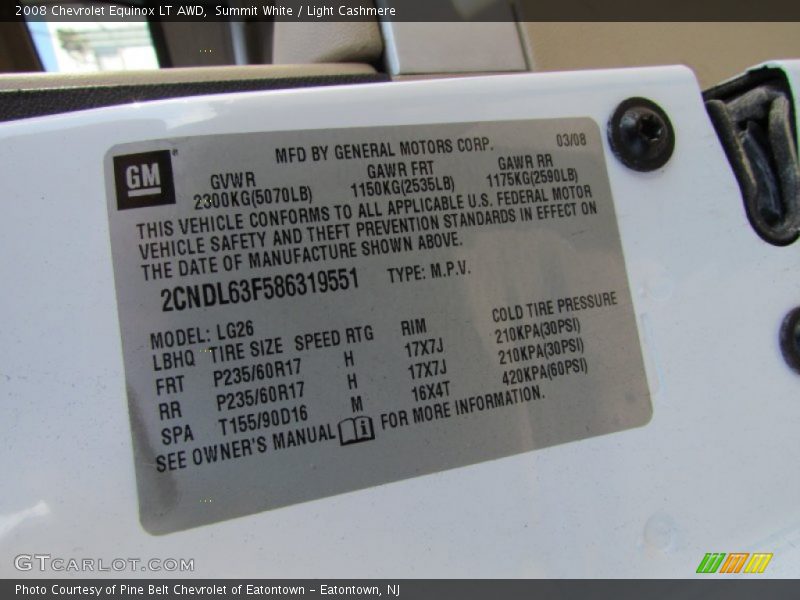 2008 Chevrolet Equinox LT AWD,  Summit White / Light Cashmere
GM
MFD BY GENERAL MOTORS CORP. 03/08
GVWR GAWR FRT GAWR RR
2300KG(5070LB) 1150KG(2535LB) 1175KG(2590LB)
THIS VEHICLE CONFORMS TO ALL APPLICABLE U.S. FEDERAL MOTOR
VEHICLE SAFETY AND THEFT PREVENTION STANDARDS IN EFFECT ON
THE DATE OF MANUFACTURE SHOWN ABOVE.
2CNDL63F586319551 TYPE: M.P.V.
MODEL: LG26
LBHQ TIRE SIZE SPEED RTG RIM COLD TIRE PRESSURE
FRT P235/60R17 H 17X7J 210KPA(30PSI)
RR P235/60R17 H 17X7J 210KPA(30PSI)
SPA T155/90D16 M 16X4T 420KPA(60PSI)
SEE OWNER'S MANUAL FOR MORE INFORMATION.
GTCARLOT.COM
Photo Courtesy of Pine Belt Chevrolet of Eatontown – Eatontown, NJ